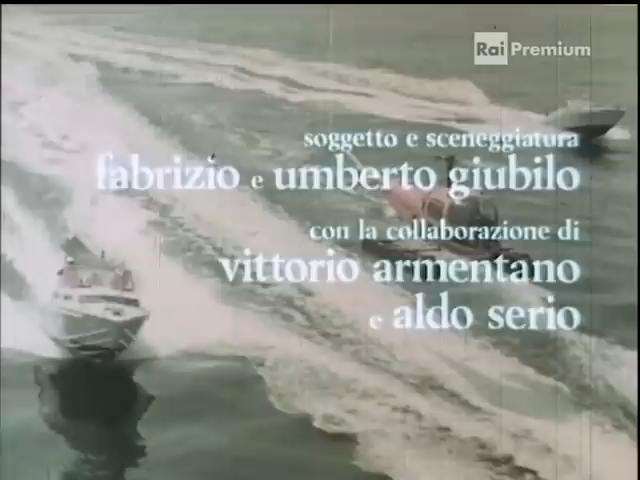 Rai Premium
soggetto e sceneggiatura
fabrizio e umberto giubilo
con la collaborazione di
vittorio armentano
e aldo serio